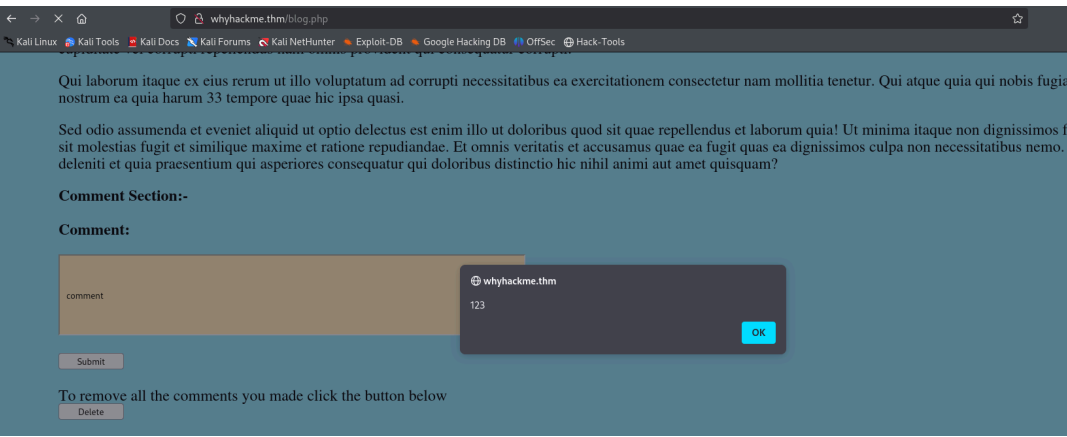 whyhackme.thm/blog.php
Kali Linux Kali Tools Kali Docs Kali Forums Kali NetHunter Exploit-DB Google Hacking DB OffSec Hack-Tools
Qui laborum itaque ex eius rerum ut illo voluptatum ad corrupti necessitatibus ea exercitationem consectetur nam mollitia tenetur. Qui atque quia qui nobis
nostrum ea quia harum 33 tempore quae hic ipsa quasi.
Sed odio assumenda et eveniet aliquid ut optio delectus est enim illo ut doloribus quod sit quae repellendus et laborum quia! Ut minima itaque non dignissimos
sit molestias fugit et similique maxime et ratione repudiandae. Et omnis veritatis et accusamus quae ea fugit quas ea dignissimos culpa non necessitatibus nemo.
deleniti et quia praesentium qui asperiores consequatur qui doloribus distinctio hic nihil animi aut amet quisquam?
Comment Section:-
Comment:
whyhackme.thm
comment
123
OK
Submit
To remove all the comments you made click the button below
Delete